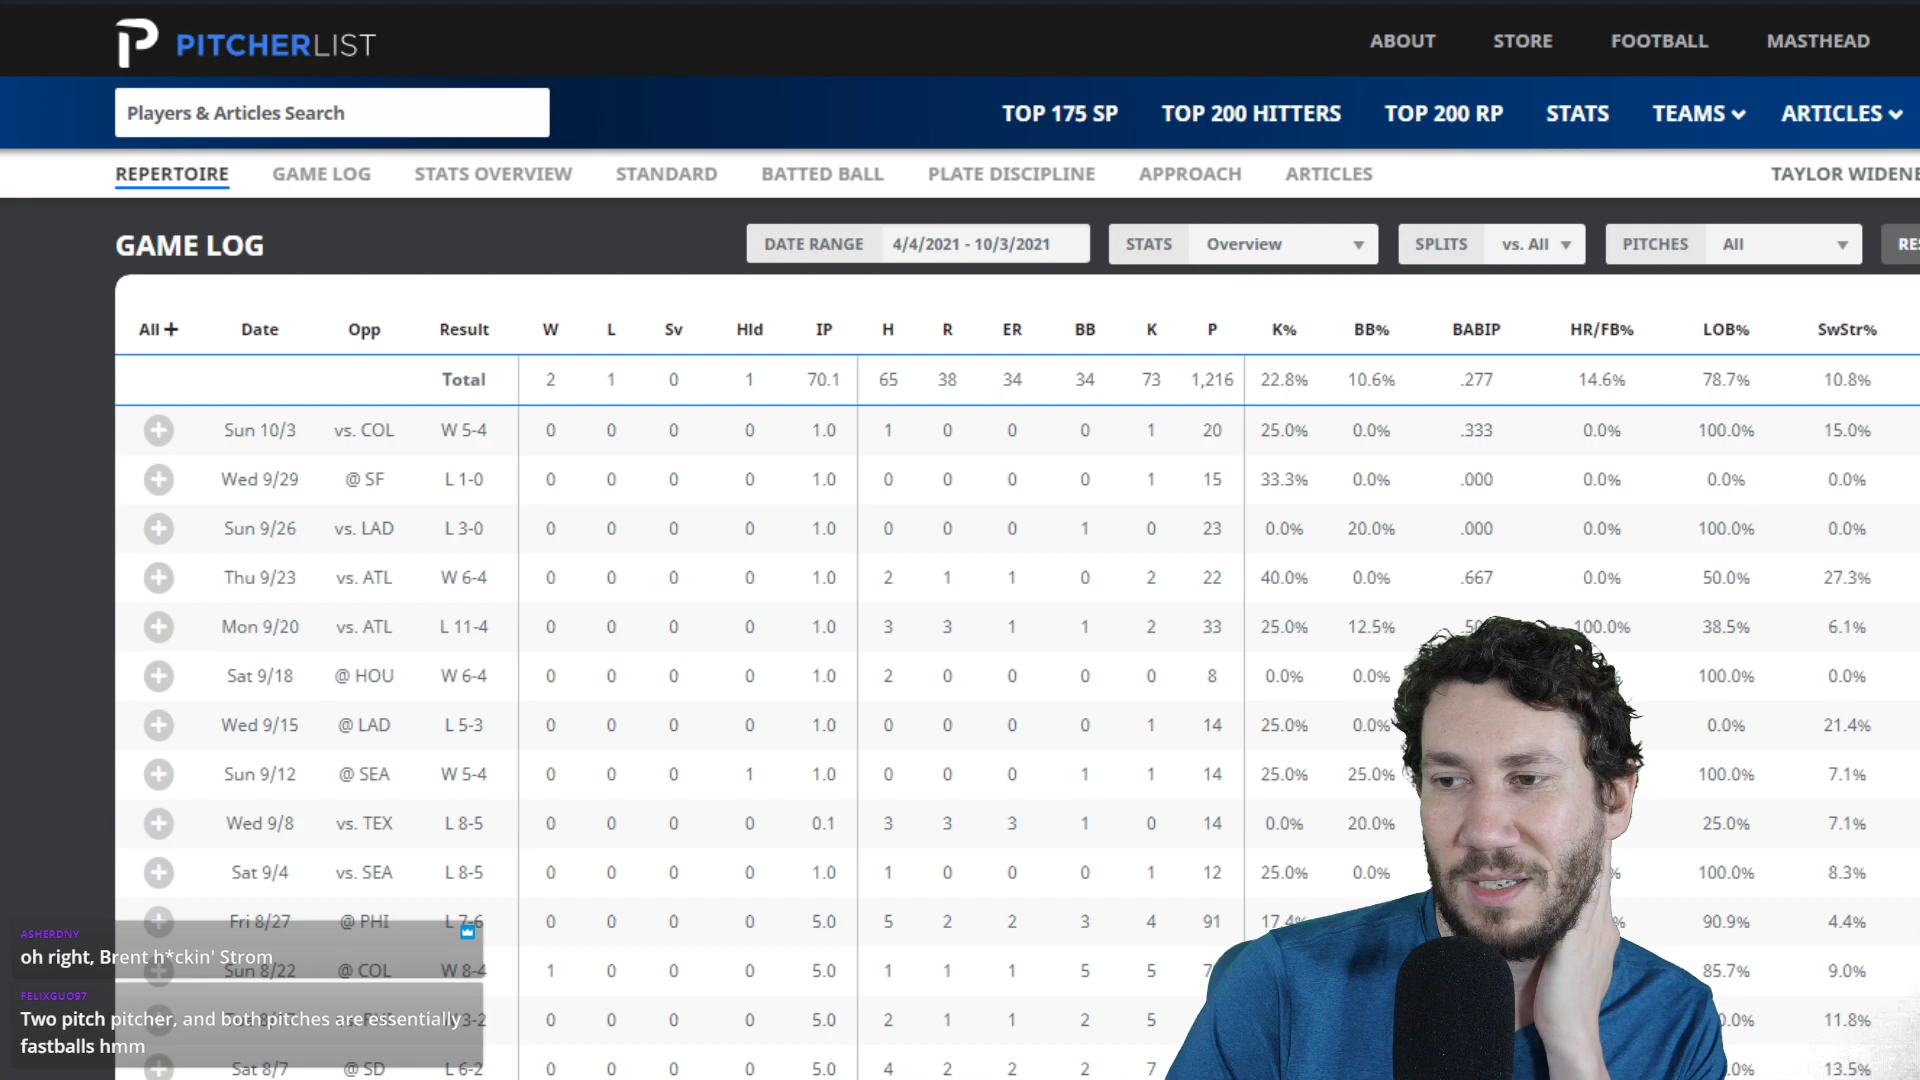 PITCHERLIST
ABOUT STORE FOOTBALL MASTHEAD
Players & Articles Search
TOP 175 SP TOP 200 HITTERS TOP 200 RP STATS TEAMS ARTICLES
REPERTOIRE GAME LOG STATS OVERVIEW STANDARD BATTED BALL PLATE DISCIPLINE APPROACH ARTICLES TAYLOR WIDENE
GAME LOG
DATE RANGE 4/4/2021 - 10/3/2021 STATS Overview SPLITS vs. All PITCHES All RES
All + Date Opp Result W L Sv Hld IP H R ER BB K P K% BB% BABIP HR/FB% LOB% SwStr%
Total 2 1 0 1 70.1 65 38 34 34 73 1,216 22.8% 10.6% .277 14.6% 78.7% 10.8%
Sun 10/3 vs. COL W 5-4 0 0 0 0 1.0 1 0 0 0 1 20 25.0% 0.0% .333 0.0% 100.0% 15.0%
Wed 9/29 @ SF L 1-0 0 0 0 0 1.0 0 0 0 0 1 15 33.3% 0.0% .000 0.0% 0.0% 0.0%
Sun 9/26 vs. LAD L 3-0 0 0 0 0 1.0 0 0 0 1 0 23 0.0% 20.0% .000 0.0% 100.0% 0.0%
Thu 9/23 vs. ATL W 6-4 0 0 0 0 1.0 2 1 1 0 2 22 40.0% 0.0% .667 0.0% 50.0% 27.3%
Mon 9/20 vs. ATL L 11-4 0 0 0 0 1.0 3 3 1 1 2 33 25.0% 12.5% .50 100.0% 38.5% 6.1%
Sat 9/18 @ HOU W 6-4 0 0 0 0 1.0 2 0 0 0 0 8 0.0% 0.0% 100.0% 0.0%
Wed 9/15 @ LAD L 5-3 0 0 0 0 1.0 0 0 0 0 1 14 25.0% 0.0% 0.0% 21.4%
Sun 9/12 @ SEA W 5-4 0 0 0 1 1.0 0 0 0 1 1 14 25.0% 25.0% 100.0% 7.1%
Wed 9/8 vs. TEX L 8-5 0 0 0 0 0.1 3 3 3 1 0 14 0.0% 20.0% 25.0% 7.1%
Sat 9/4 vs. SEA L 8-5 0 0 0 0 1.0 1 0 0 0 1 12 25.0% 0.0% % 100.0% 8.3%
Fri 8/27 @ PHI L 7-6 0 0 0 0 5.0 5 2 2 3 4 91 17.4% % 90.9% 4.4%
Sun 8/22 @ COL W 8-4 1 0 0 0 5.0 1 1 1 5 5 7 85.7% 9.0%
3-2 0 0 0 0 5.0 2 1 1 2 5 0.0% 11.8%
Sat 8/7 @ SD L 6-2 0 0 0 0 5.0 4 2 2 2 7 .0% 13.5%
ASHERDNY
oh right, Brent h*ckin' Strom
FELIXGUO97
Two pitch pitcher, and both pitches are essentially
fastballs hmm